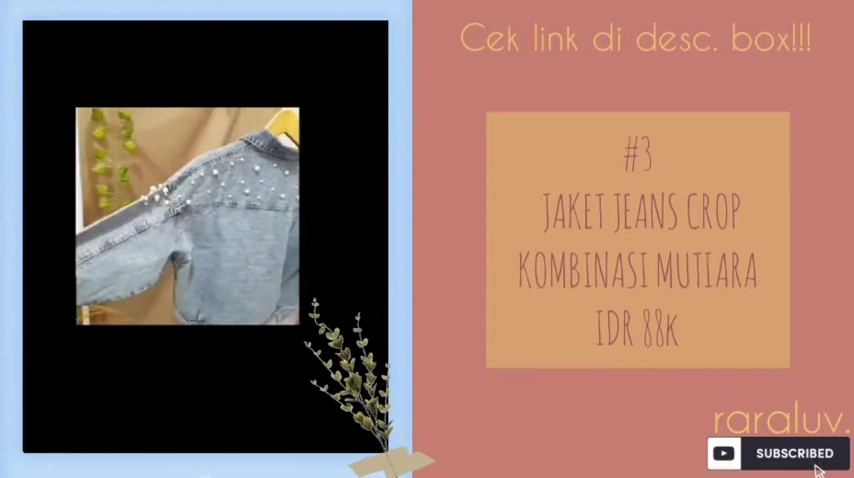 Cek link di desc. box!!!
#3
JAKET JEANS CROP
KOMBINASI MUTIARA
IDR 88K
raraluv.
SUBSCRIBED